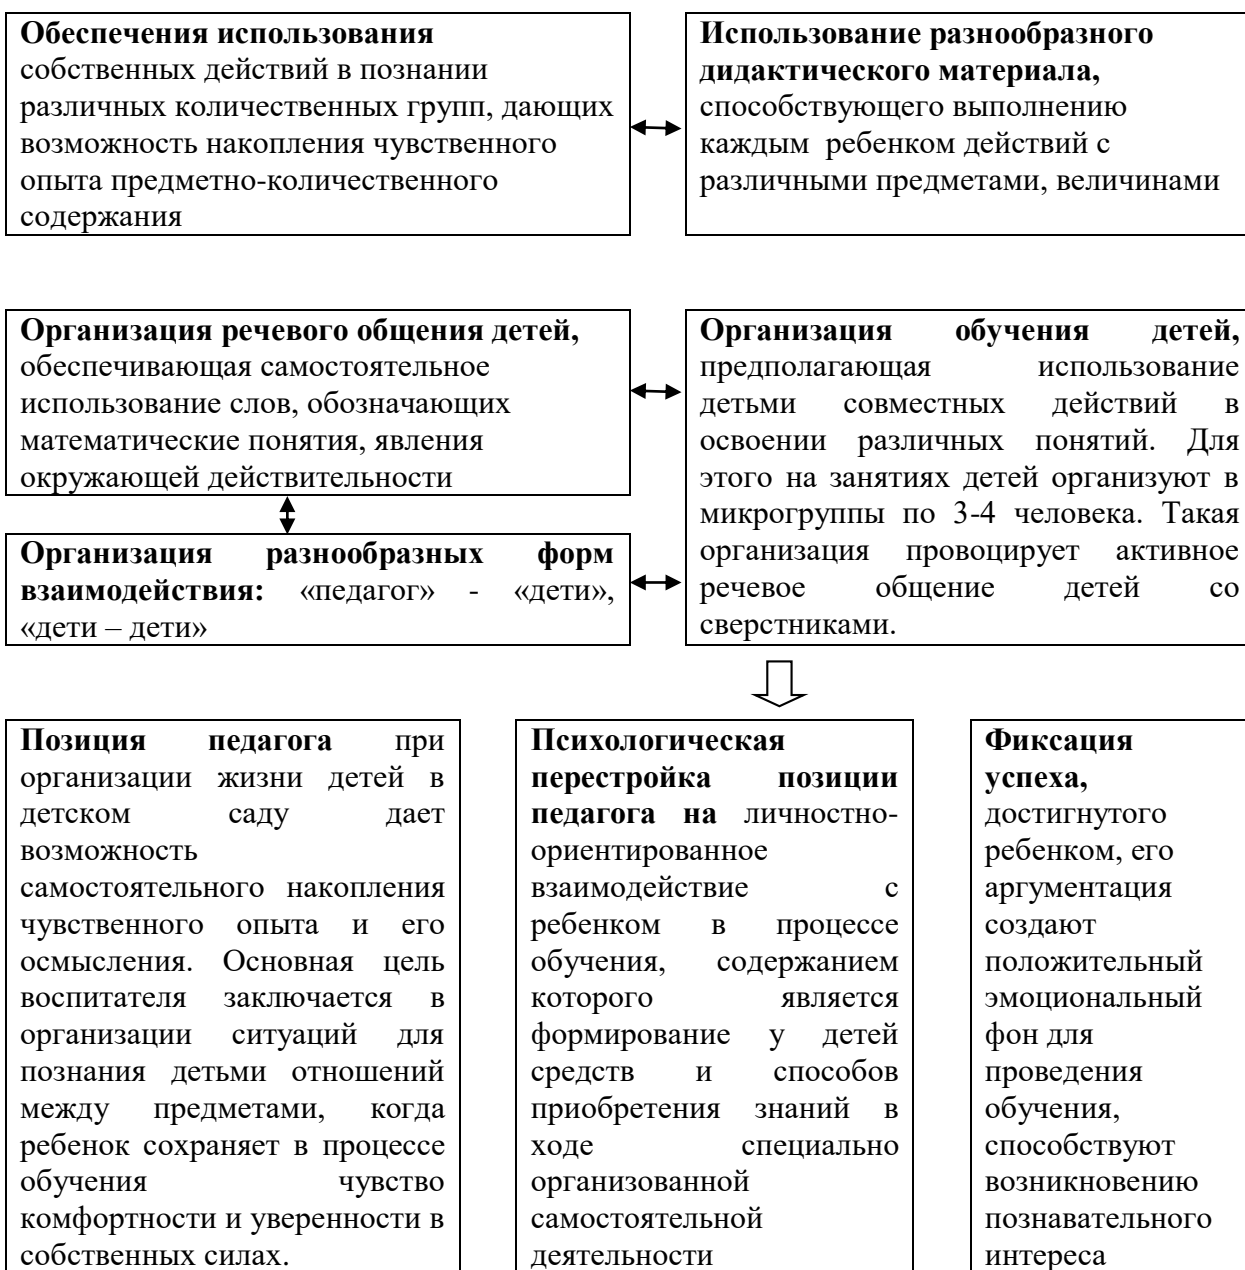 Обеспечения использования
собственных действий в познании
различных количественных групп, дающих
возможность накопления чувственного
опыта предметно-количественного
содержания
Использование разнообразного
дидактического материала,
способствующего выполнению
каждым ребенком действий с
различными предметами, величинами
Организация речевого общения детей,
обеспечивающая самостоятельное
использование слов, обозначающих
математические понятия, явления
окружающей действительности
Организация обучения детей,
предполагающая использование
детьми совместных действий в
освоении различных понятий. Для
этого на занятиях детей организуют в
микрогруппы по 3-4 человека. Такая
организация провоцирует активное
речевое общение детей со
сверстниками.
Организация разнообразных форм
взаимодействия: «педагог» - «дети»,
«дети – дети»
Позиция педагога при
организации жизни детей в
детском саду дает
возможность
самостоятельного накопления
чувственного опыта и его
осмысления. Основная цель
воспитателя заключается в
организации ситуаций для
познания детьми отношений
между предметами, когда
ребенок сохраняет в процессе
обучения чувство
комфортности и уверенности в
собственных силах.
Психологическая
перестройка позиции
педагога на личностно-
ориентированное
взаимодействие с
ребенком в процессе
обучения, содержанием
которого является
формирование у детей
средств и способов
приобретения знаний в
ходе специально
организованной
самостоятельной
деятельности
Фиксация
успеха,
достигнутого
ребенком, его
аргументация
создают
положительный
эмоциональный
фон для
проведения
обучения,
способствуют
возникновению
познавательного
интереса